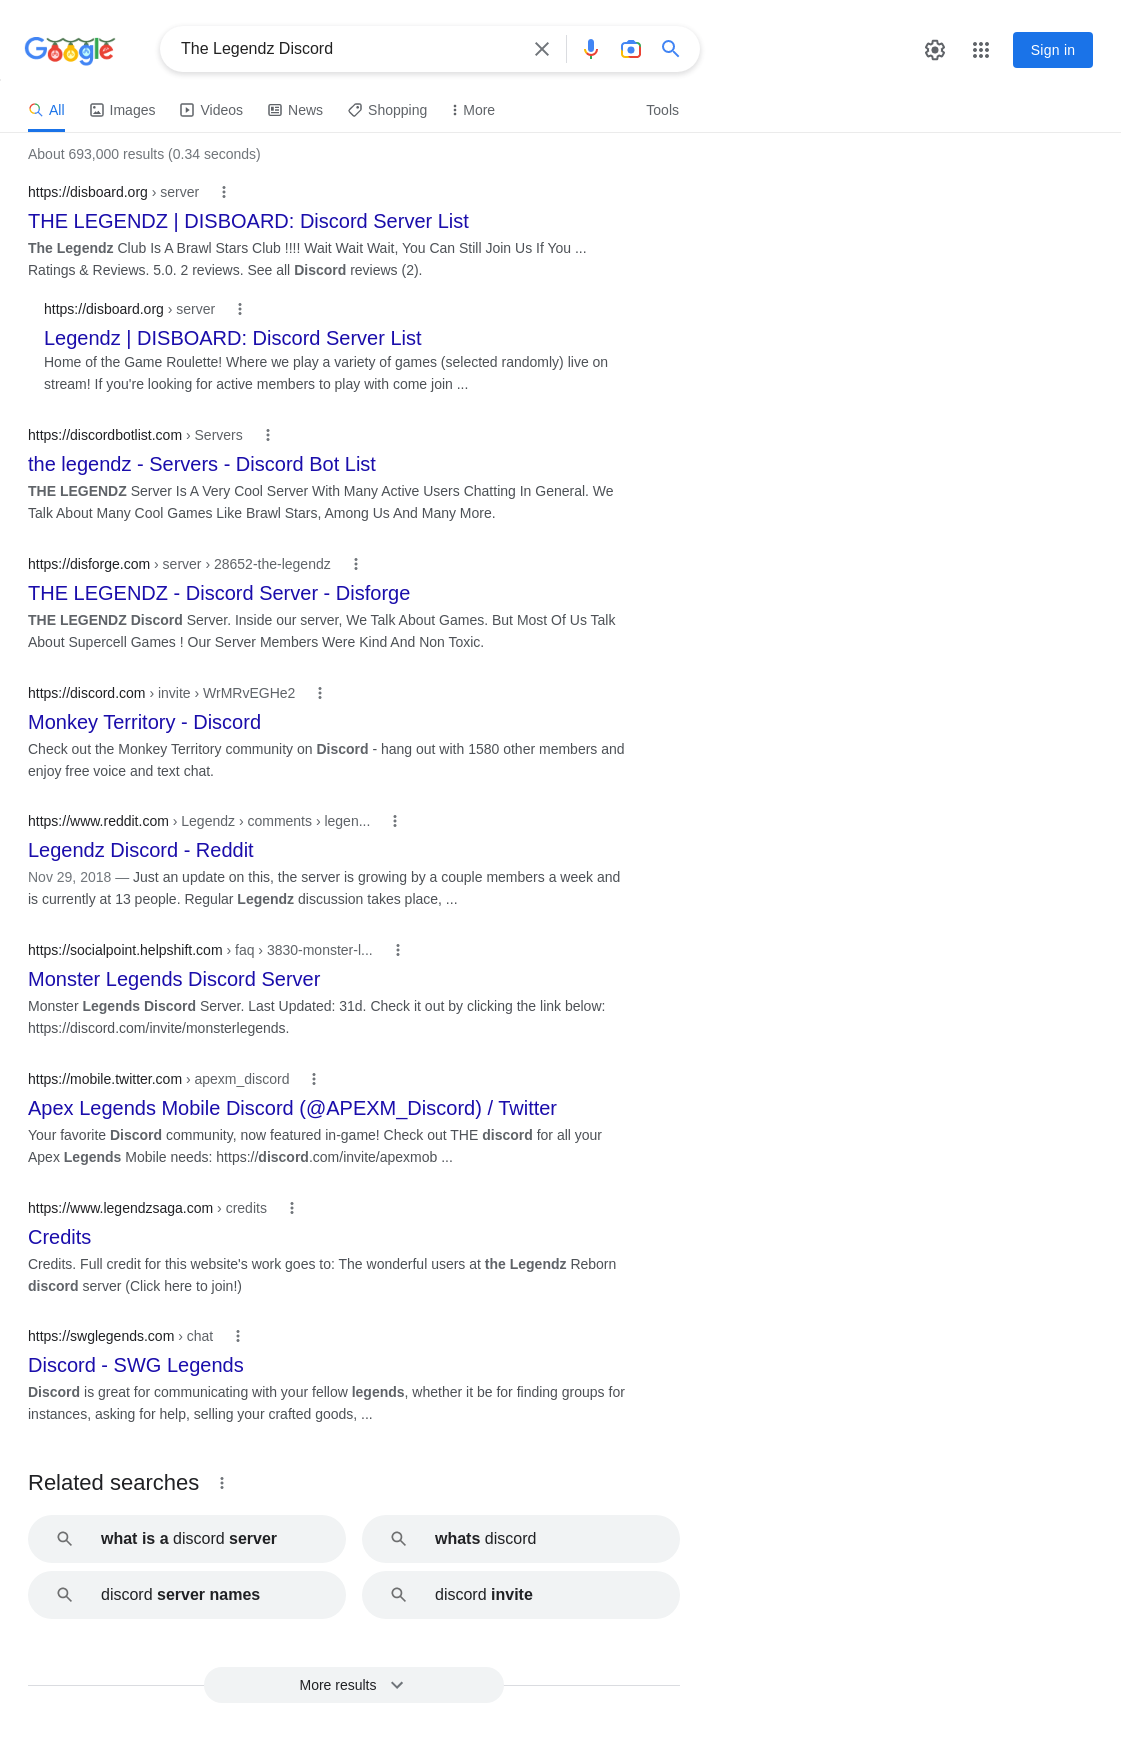 Google
The Legendz Discord
Sign in
All Images Videos News Shopping More Tools
About 693,000 results (0.34 seconds)
https://disboard.org › server
THE LEGENDZ | DISBOARD: Discord Server List
The Legendz Club Is A Brawl Stars Club !!!! Wait Wait Wait, You Can Still Join Us If You ...
Ratings & Reviews. 5.0. 2 reviews. See all Discord reviews (2).
https://disboard.org › server
Legendz | DISBOARD: Discord Server List
Home of the Game Roulette! Where we play a variety of games (selected randomly) live on
stream! If you're looking for active members to play with come join ...
https://discordbotlist.com › Servers
the legendz - Servers - Discord Bot List
THE LEGENDZ Server Is A Very Cool Server With Many Active Users Chatting In General. We
Talk About Many Cool Games Like Brawl Stars, Among Us And Many More.
https://disforge.com › server › 28652-the-legendz
THE LEGENDZ - Discord Server - Disforge
THE LEGENDZ Discord Server. Inside our server, We Talk About Games. But Most Of Us Talk
About Supercell Games ! Our Server Members Were Kind And Non Toxic.
https://discord.com › invite › WrMRvEGHe2
Monkey Territory - Discord
Check out the Monkey Territory community on Discord - hang out with 1580 other members and
enjoy free voice and text chat.
https://www.reddit.com › Legendz › comments › legen...
Legendz Discord - Reddit
Nov 29, 2018 — Just an update on this, the server is growing by a couple members a week and
is currently at 13 people. Regular Legendz discussion takes place, ...
https://socialpoint.helpshift.com › faq › 3830-monster-l...
Monster Legends Discord Server
Monster Legends Discord Server. Last Updated: 31d. Check it out by clicking the link below:
https://discord.com/invite/monsterlegends.
https://mobile.twitter.com › apexm_discord
Apex Legends Mobile Discord (@APEXM_Discord) / Twitter
Your favorite Discord community, now featured in-game! Check out THE discord for all your
Apex Legends Mobile needs: https://discord.com/invite/apexmob ...
https://www.legendzsaga.com › credits
Credits
Credits. Full credit for this website's work goes to: The wonderful users at the Legendz Reborn
discord server (Click here to join!)
https://swglegends.com › chat
Discord - SWG Legends
Discord is great for communicating with your fellow legends, whether it be for finding groups for
instances, asking for help, selling your crafted goods, ...
Related searches
what is a discord server
whats discord
discord server names
discord invite
More results